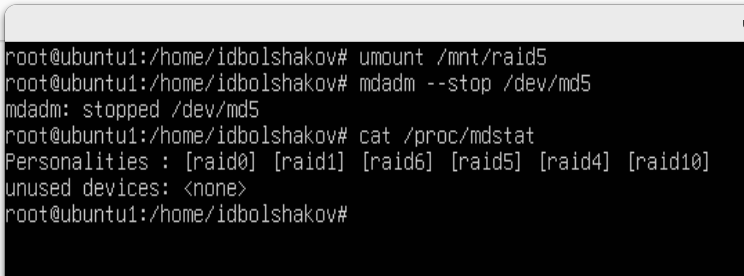 root@ubuntu1:/home/idbolshakov# umount /mnt/raid5
root@ubuntu1:/home/idbolshakov# mdadm --stop /dev/md5
mdadm: stopped /dev/md5
root@ubuntu1:/home/idbolshakov# cat /proc/mdstat
Personalities : [raid0] [raid1] [raid6] [raid5] [raid4] [raid10]
unused devices: <none>
root@ubuntu1:/home/idbolshakov#